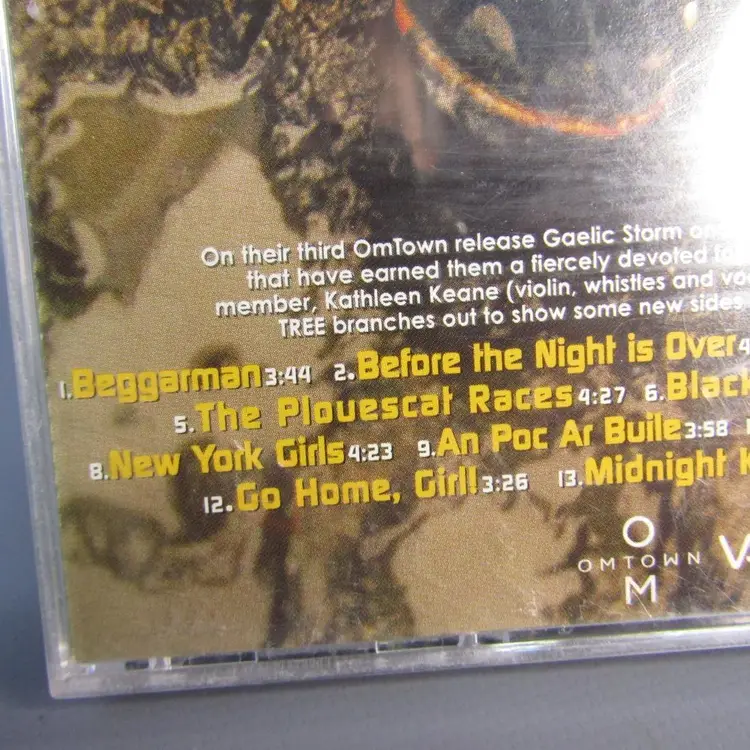 On their third OmTown release Gaelic Storm
that have earned them a fiercely devoted
member, Kathleen Keane (violin, whistles and
TREE branches out to show some new sides
1.Beggarman 3:44 2.Before the Night is Over 4
5.The Plouescat Races 4:27 6.Black
8.New York Girls 4:23 9.An Poc Ar Buile 3:58
12.Go Home, Girl! 3:26 13.Midnight K
O
OMTOWN
M